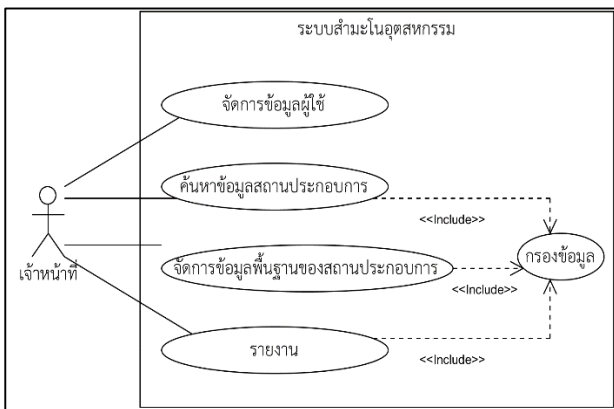 ระบบสำมะโนอุตสหกรรม
จัดการข้อมูลผู้ใช้
ค้นหาข้อมูลสถานประกอบการ
<<Include>>
กรองข้อมูล
เจ้าหน้าที่
จัดการข้อมูลพื้นฐานของสถานประกอบการ
<<Include>>
รายงาน
<<Include>>